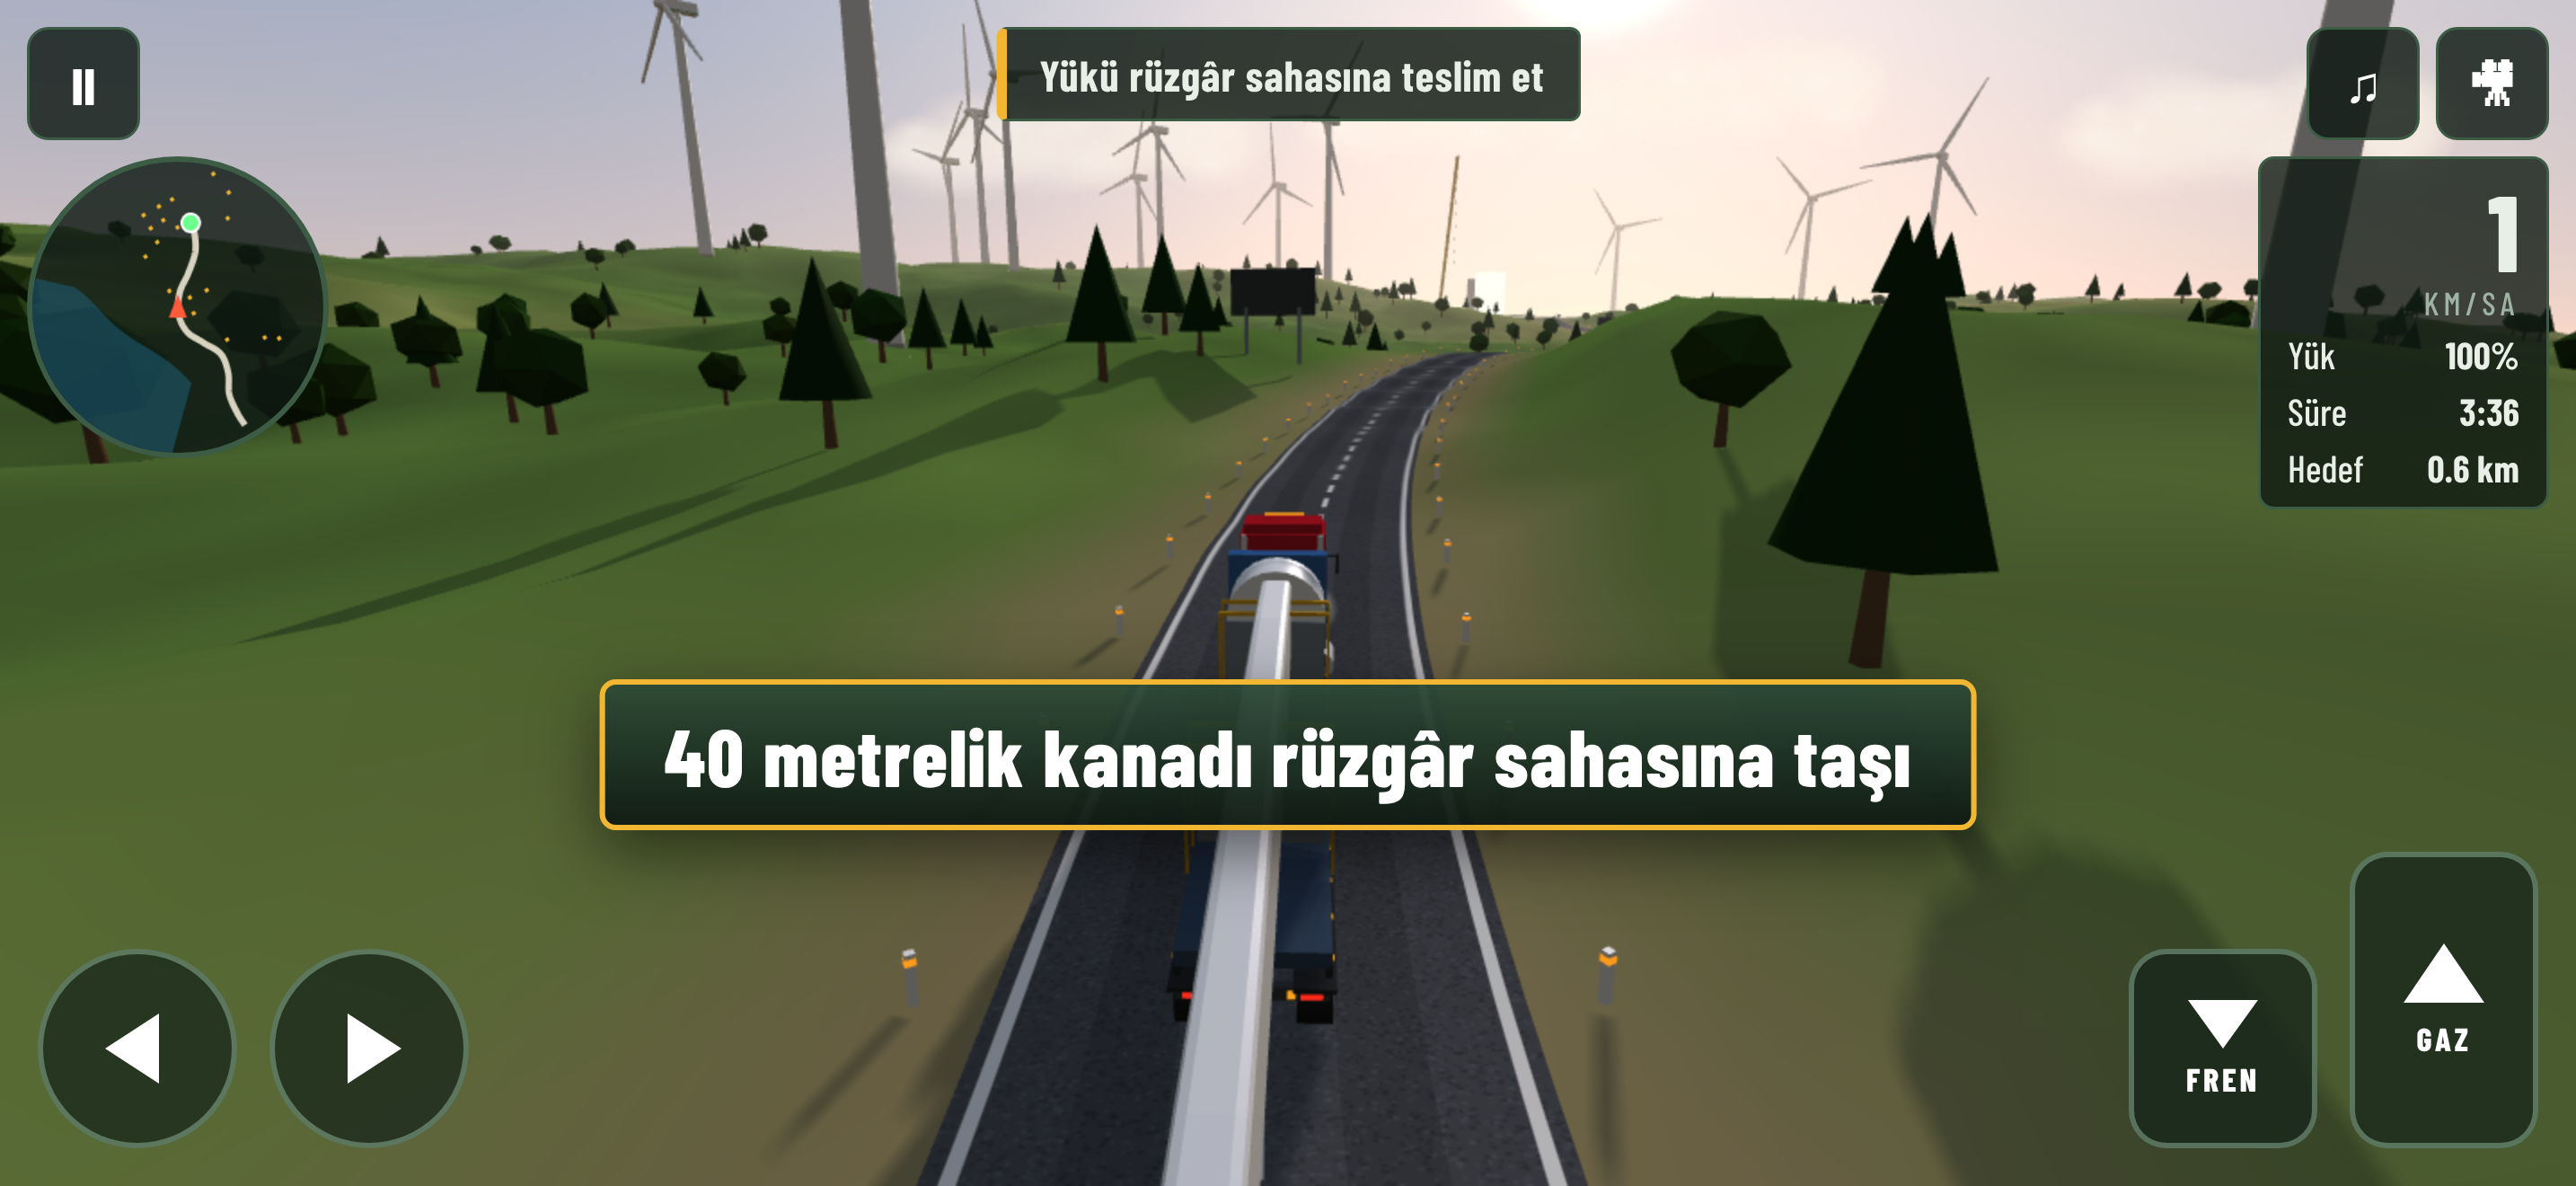 Yükü rüzgâr sahasına teslim et
1
KM/SA
Yük 100%
Süre 3:36
Hedef 0.6 km
40 metrelik kanadı rüzgâr sahasına taşı
FREN
GAZ